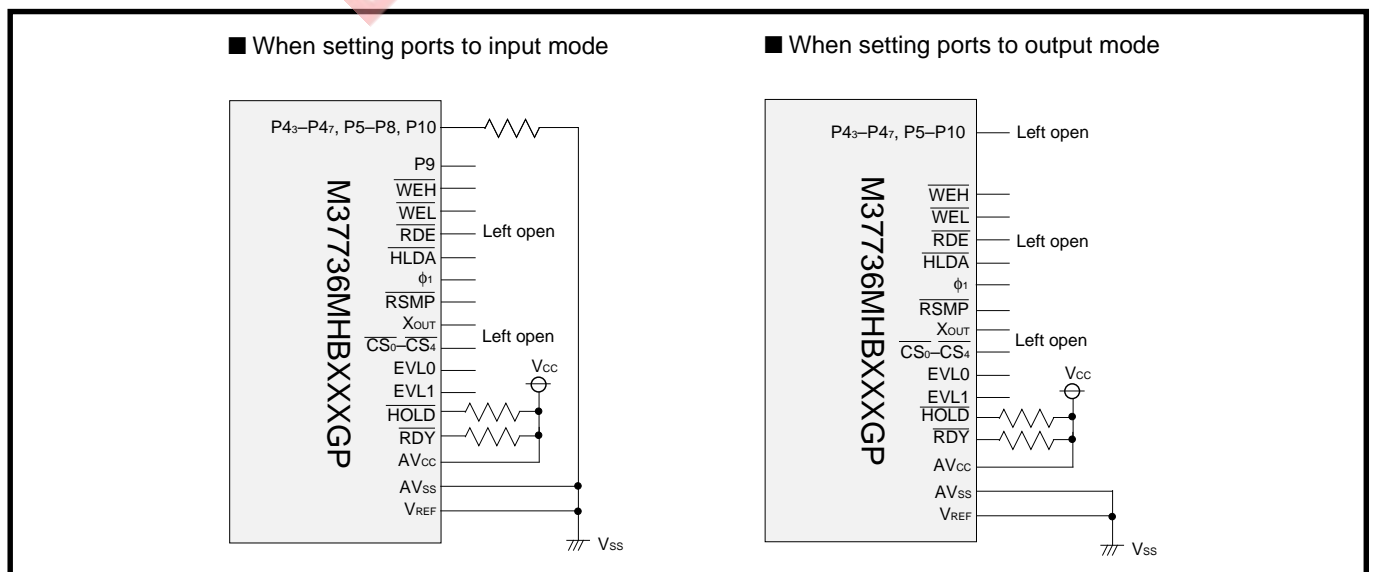 ■ When setting ports to input mode
P4₃–P4₇, P5–P8, P10
P9
WEH
WEL
RDE
Left open
HLDA
ϕ₁
RSMP
XOUT
Left open
CS₀–CS₄
EVL0
VCC
EVL1
HOLD
RDY
AVCC
AVSS
VREF
VSS
M37736MHBXXXGP
■ When setting ports to output mode
P4₃–P4₇, P5–P10
Left open
WEH
WEL
RDE
Left open
HLDA
ϕ₁
RSMP
XOUT
Left open
CS₀–CS₄
EVL0
VCC
EVL1
HOLD
RDY
AVCC
AVSS
VREF
VSS
M37736MHBXXXGP